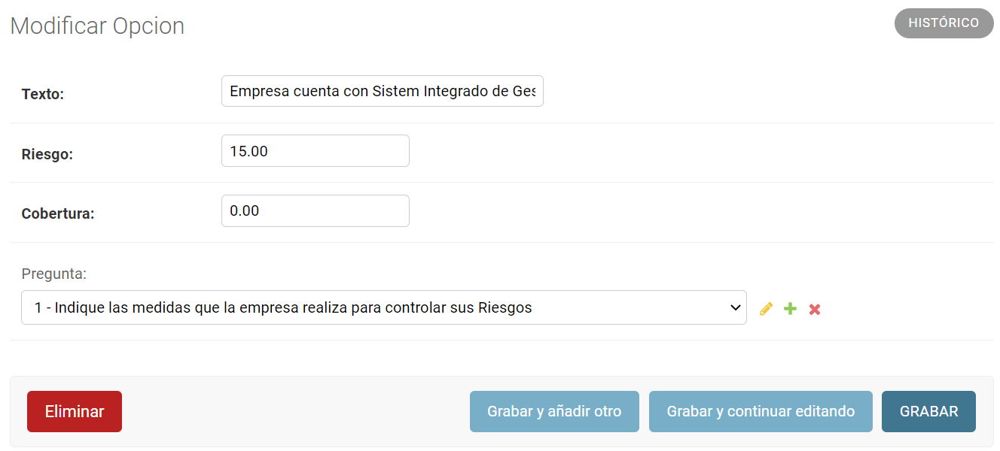 Modificar Opcion
HISTÓRICO
Texto:
Empresa cuenta con Sistem Integrado de Ges
Riesgo:
15.00
Cobertura:
0.00
Pregunta:
1 - Indique las medidas que la empresa realiza para controlar sus Riesgos
Eliminar
Grabar y añadir otro
Grabar y continuar editando
GRABAR